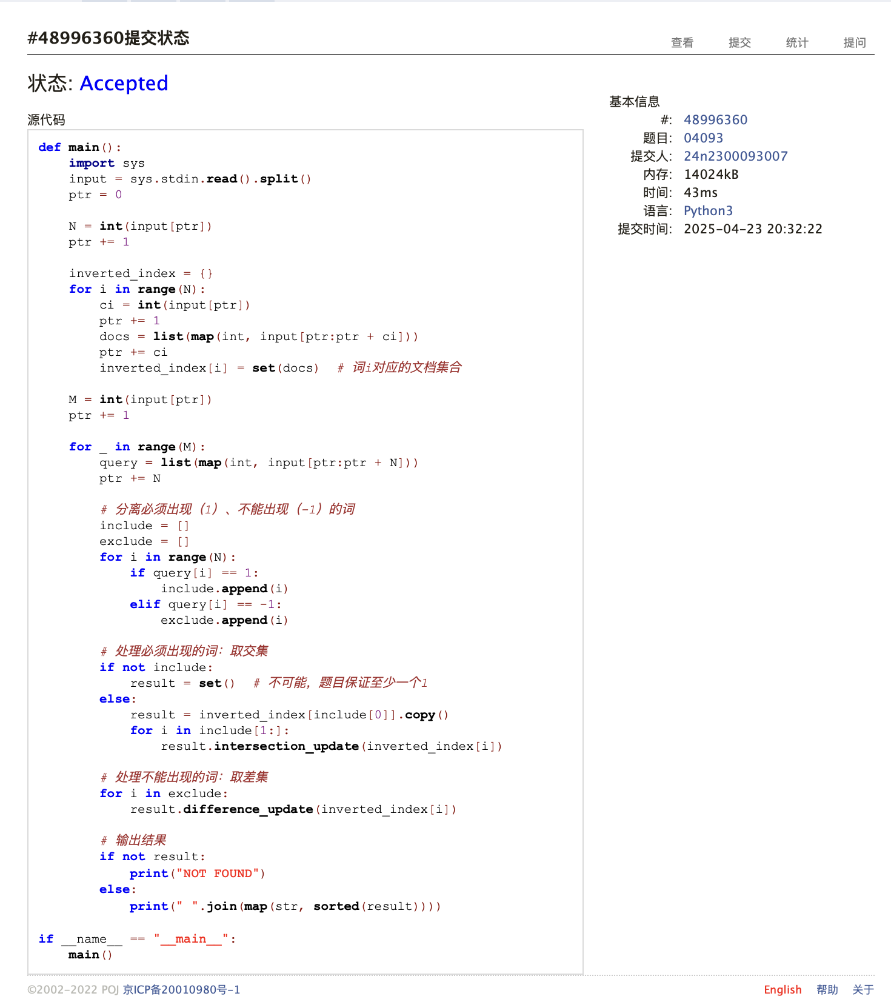 #48996360提交状态
查看 提交 统计 提问
状态: Accepted
源代码
def main():
    import sys
    input = sys.stdin.read().split()
    ptr = 0

    N = int(input[ptr])
    ptr += 1

    inverted_index = {}
    for i in range(N):
        ci = int(input[ptr])
        ptr += 1
        docs = list(map(int, input[ptr:ptr + ci]))
        ptr += ci
        inverted_index[i] = set(docs)  # 词i对应的文档集合

    M = int(input[ptr])
    ptr += 1

    for _ in range(M):
        query = list(map(int, input[ptr:ptr + N]))
        ptr += N

        # 分离必须出现（1）、不能出现（-1）的词
        include = []
        exclude = []
        for i in range(N):
            if query[i] == 1:
                include.append(i)
            elif query[i] == -1:
                exclude.append(i)

        # 处理必须出现的词：取交集
        if not include:
            result = set()  # 不可能，题目保证至少一个1
        else:
            result = inverted_index[include[0]].copy()
            for i in include[1:]:
                result.intersection_update(inverted_index[i])

        # 处理不能出现的词：取差集
        for i in exclude:
            result.difference_update(inverted_index[i])

        # 输出结果
        if not result:
            print("NOT FOUND")
        else:
            print(" ".join(map(str, sorted(result))))

if __name__ == "__main__":
    main()
基本信息
#: 48996360
题目: 04093
提交人: 24n2300093007
内存: 14024kB
时间: 43ms
语言: Python3
提交时间: 2025-04-23 20:32:22
©2002-2022 POJ 京ICP备20010980号-1
English 帮助 关于